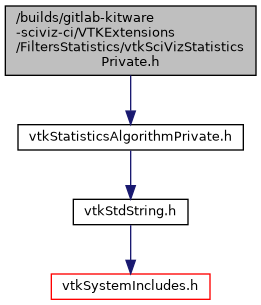 /builds/gitlab-kitware
-sciviz-ci/VTKExtensions
/FiltersStatistics/vtkSciVizStatistics
Private.h
vtkStatisticsAlgorithmPrivate.h
vtkStdString.h
vtkSystemIncludes.h